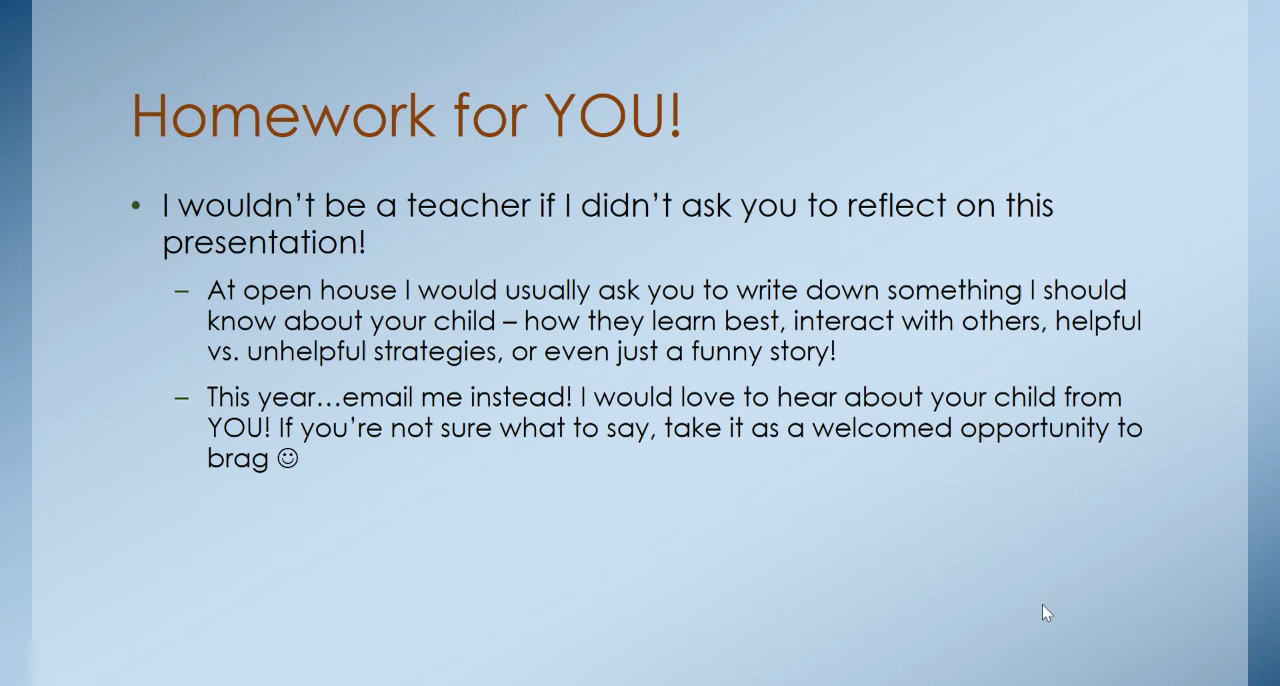 Homework for YOU!
• I wouldn’t be a teacher if I didn’t ask you to reflect on this
presentation!
– At open house I would usually ask you to write down something I should
know about your child – how they learn best, interact with others, helpful
vs. unhelpful strategies, or even just a funny story!
– This year…email me instead! I would love to hear about your child from
YOU! If you’re not sure what to say, take it as a welcomed opportunity to
brag ☺